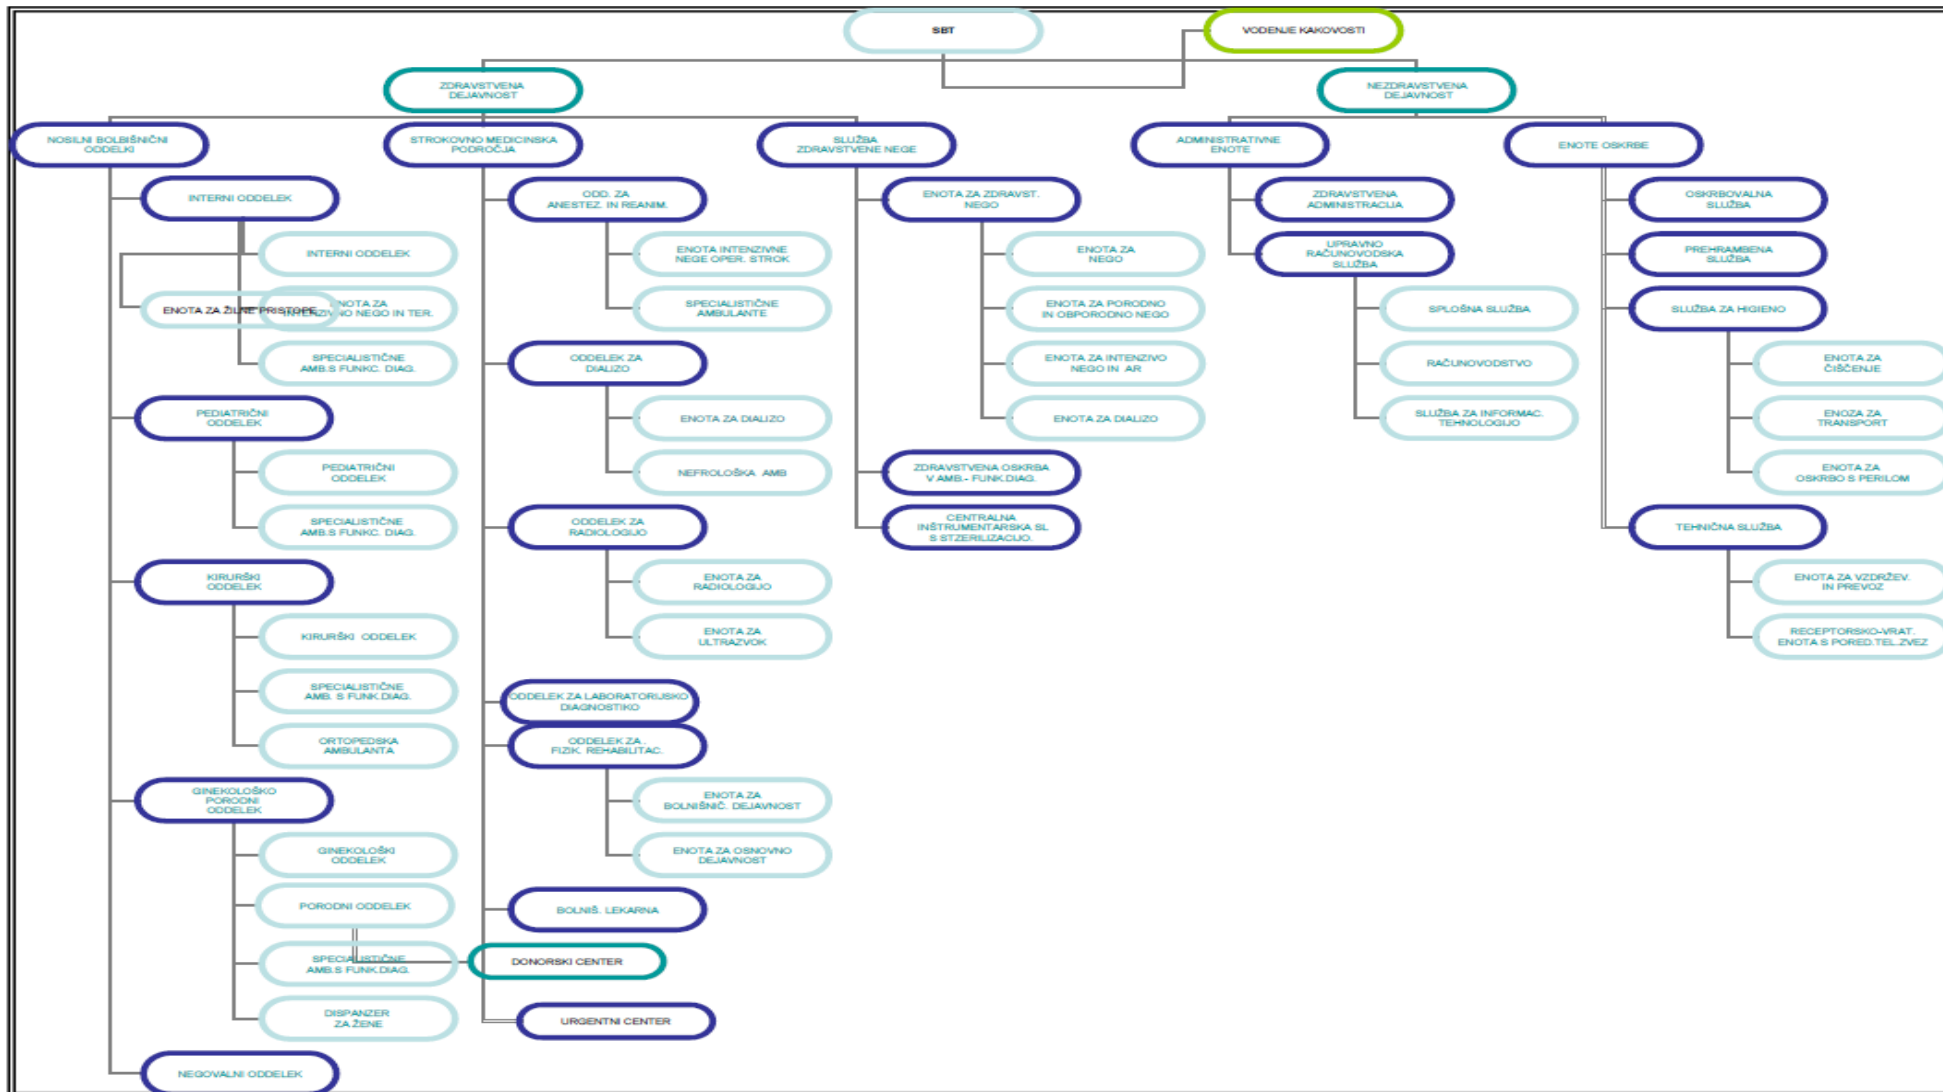 SBT
VODENJE KAKOVOSTI
ZDRAVSTVENA
DEJAVNOST
NEZDRAVSTVENA
DEJAVNOST
NOSILNI BOLBIŠNIČNI
ODDELKI
STROKOVNO MEDICINSKA
PODROČJA
SLUŽBA
ZDRAVSTVENE NEGE
ADMINISTRATIVNE
ENOTE
ENOTE OSKRBE
INTERNI ODDELEK
INTERNI ODDELEK
ENOTA ZA ŽILNE PRISTOPE
ENOTA ZA
INTENZIVNO NEGO IN TER.
SPECIALISTIČNE
AMB.S FUNKC. DIAG.
PEDIATRIČNI
ODDELEK
PEDIATRIČNI
ODDELEK
SPECIALISTIČNE
AMB.S FUNKC. DIAG.
KIRURŠKI
ODDELEK
KIRURŠKI ODDELEK
SPECIALISTIČNE
AMB. S FUNK.DIAG.
ORTOPEDSKA
AMBULANTA
GINEKOLOŠKO
PORODNI
ODDELEK
GINEKOLOŠKI
ODDELEK
PORODNI ODDELEK
SPECIALISTIČNE
AMB.S FUNK.DIAG.
DISPANZER
ZA ŽENE
NEGOVALNI ODDELEK
ODD. ZA
ANESTEZ. IN REANIM.
ENOTA INTENZIVNE
NEGE OPER. STROK
SPECIALISTIČNE
AMBULANTE
ODDELEK ZA
DIALIZO
ENOTA ZA DIALIZO
NEFROLOŠKA AMB
ODDELEK ZA
RADIOLOGIJO
ENOTA ZA
RADIOLOGIJO
ENOTA ZA
ULTRAZVOK
ODDELEK ZA LABORATORIJSKO
DIAGNOSTIKO
ODDELEK ZA .
FIZIK. REHABILITAC.
ENOTA ZA
BOLNIŠNIČ. DEJAVNOST
ENOTA ZA OSNOVNO
DEJAVNOST
BOLNIŠ. LEKARNA
DONORSKI CENTER
URGENTNI CENTER
ENOTA ZA ZDRAVST.
NEGO
ENOTA ZA
NEGO
ENOTA ZA PORODNO
IN OBPORODNO NEGO
ENOTA ZA INTENZIVO
NEGO IN AR
ENOTA ZA DIALIZO
ZDRAVSTVENA OSKRBA
V AMB.- FUNK.DIAG.
CENTRALNA
INŠTRUMENTARSKA SL
S STZERILIZACIJO.
ZDRAVSTVENA
ADMINISTRACIJA
UPRAVNO
RAČUNOVODSKA
SLUŽBA
SPLOŠNA SLUŽBA
RAČUNOVODSTVO
SLUŽBA ZA INFORMAC.
TEHNOLOGIJO
OSKRBOVALNA
SLUŽBA
PREHRAMBENA
SLUŽBA
SLUŽBA ZA HIGIENO
ENOTA ZA
ČIŠČENJE
ENOZA ZA
TRANSPORT
ENOTA ZA
OSKRBO S PERILOM
TEHNIČNA SLUŽBA
ENOTA ZA VZDRŽEV.
IN PREVOZ
RECEPTORSKO-VRAT.
ENOTA S PORED.TEL.ZVEZ